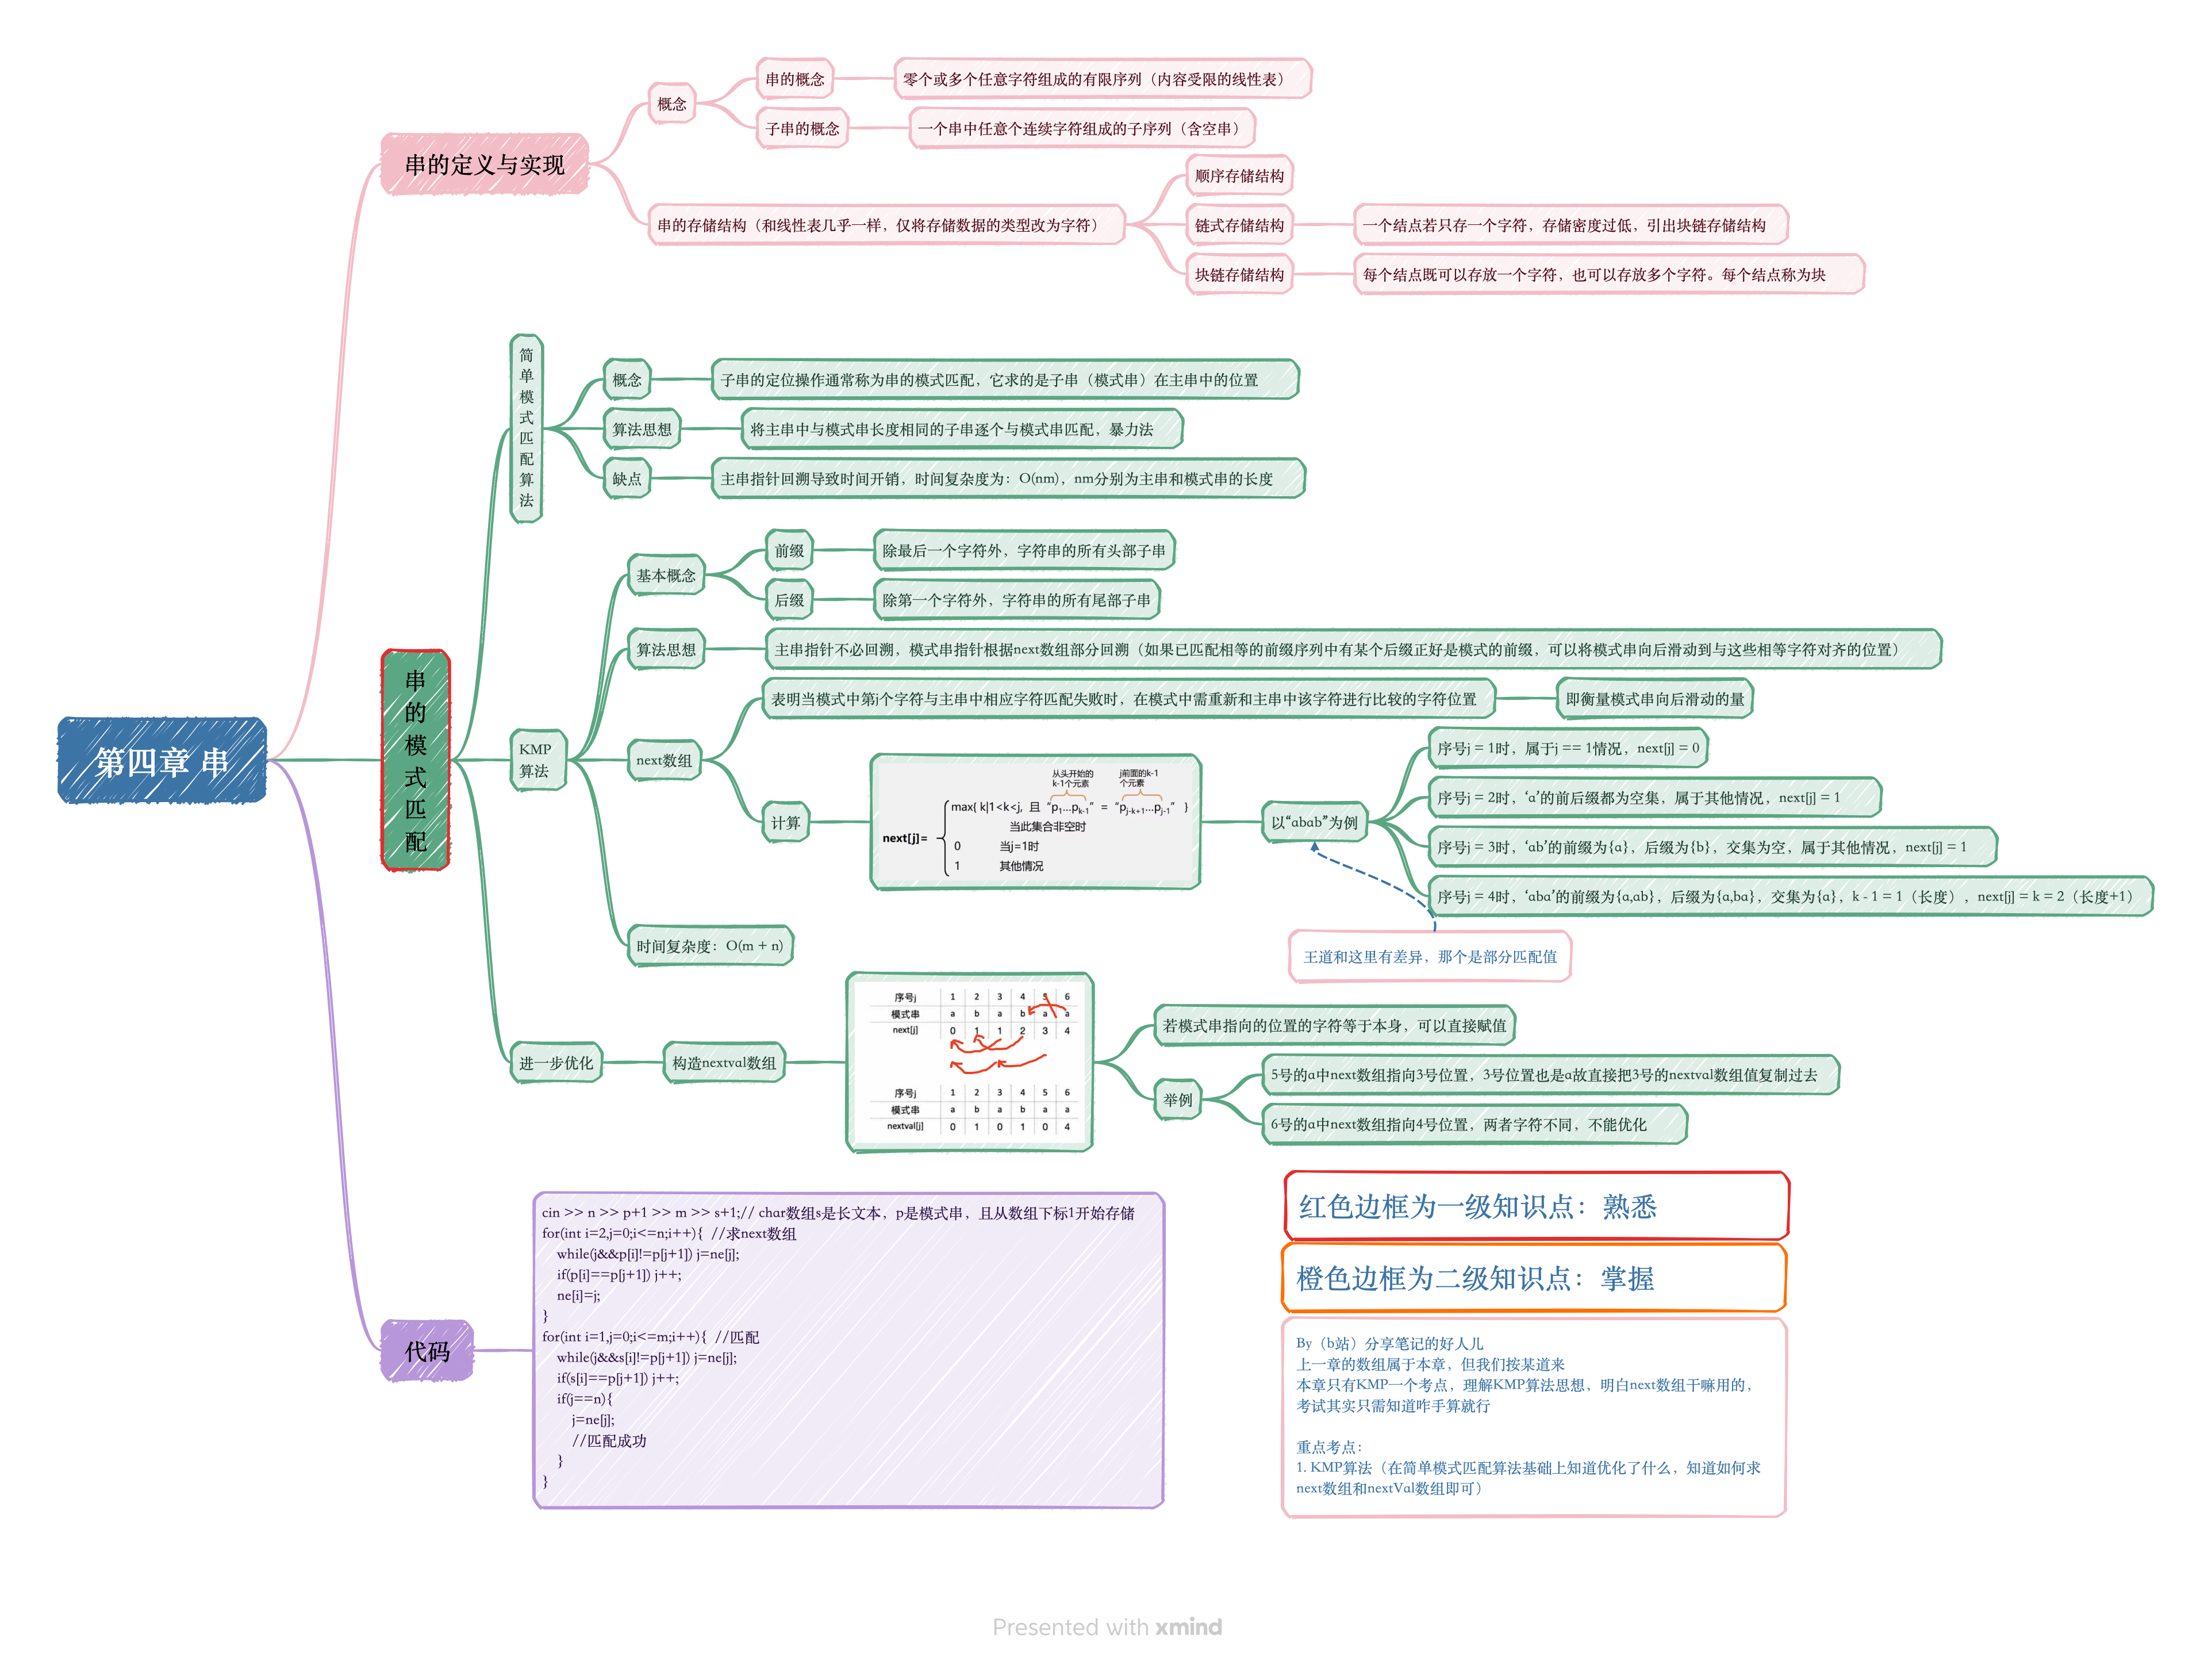 第四章 串
串的定义与实现
概念
串的概念
零个或多个任意字符组成的有限序列（内容受限的线性表）
子串的概念
一个串中任意个连续字符组成的子序列（含空串）
串的存储结构（和线性表几乎一样，仅将存储数据的类型改为字符）
顺序存储结构
链式存储结构
一个结点若只存一个字符，存储密度过低，引出块链存储结构
块链存储结构
每个结点既可以存放一个字符，也可以存放多个字符。每个结点称为块
串的模式匹配
简单模式匹配算法
概念
子串的定位操作通常称为串的模式匹配，它求的是子串（模式串）在主串中的位置
算法思想
将主串中与模式串长度相同的子串逐个与模式串匹配，暴力法
缺点
主串指针回溯导致时间开销，时间复杂度为：O(nm)，nm分别为主串和模式串的长度
KMP
算法
基本概念
前缀
除最后一个字符外，字符串的所有头部子串
后缀
除第一个字符外，字符串的所有尾部子串
算法思想
主串指针不必回溯，模式串指针根据next数组部分回溯（如果已匹配相等的前缀序列中有某个后缀正好是模式的前缀，可以将模式串向后滑动到与这些相等字符对齐的位置）
next数组
表明当模式中第j个字符与主串中相应字符匹配失败时，在模式中需重新和主串中该字符进行比较的字符位置
即衡量模式串向后滑动的量
计算
从头开始的
k-1个元素
j前面的k-1
个元素
max{ k|1<k<j, 且 “p1…pk-1” = “pj-k+1…pj-1” }
当此集合非空时
next[j]=
0 当j=1时
1 其他情况
以“abab”为例
序号j = 1时，属于j == 1情况，next[j] = 0
序号j = 2时，‘a’的前后缀都为空集，属于其他情况，next[j] = 1
序号j = 3时，‘ab’的前缀为{a}，后缀为{b}，交集为空，属于其他情况，next[j] = 1
序号j = 4时，‘aba’的前缀为{a,ab}，后缀为{a,ba}，交集为{a}，k - 1 = 1（长度），next[j] = k = 2（长度+1）
王道和这里有差异，那个是部分匹配值
时间复杂度：O(m + n)
进一步优化
构造nextval数组
序号j 1 2 3 4 5 6
模式串 a b a b a a
next[j] 0 1 1 2 3 4
序号j 1 2 3 4 5 6
模式串 a b a b a a
nextval[j] 0 1 0 1 0 4
若模式串指向的位置的字符等于本身，可以直接赋值
举例
5号的a中next数组指向3号位置，3号位置也是a故直接把3号的nextval数组值复制过去
6号的a中next数组指向4号位置，两者字符不同，不能优化
代码
cin >> n >> p+1 >> m >> s+1;// char数组s是长文本，p是模式串，且从数组下标1开始存储
for(int i=2,j=0;i<=n;i++){ //求next数组
while(j&&p[i]!=p[j+1]) j=ne[j];
if(p[i]==p[j+1]) j++;
ne[i]=j;
}
for(int i=1,j=0;i<=m;i++){ //匹配
while(j&&s[i]!=p[j+1]) j=ne[j];
if(s[i]==p[j+1]) j++;
if(j==n){
j=ne[j];
//匹配成功
}
}
红色边框为一级知识点：熟悉
橙色边框为二级知识点：掌握
By（b站）分享笔记的好人儿
上一章的数组属于本章，但我们按某道来
本章只有KMP一个考点，理解KMP算法思想，明白next数组干嘛用的，
考试其实只需知道咋手算就行
重点考点：
1. KMP算法（在简单模式匹配算法基础上知道优化了什么，知道如何求
next数组和nextVal数组即可）
Presented with xmind